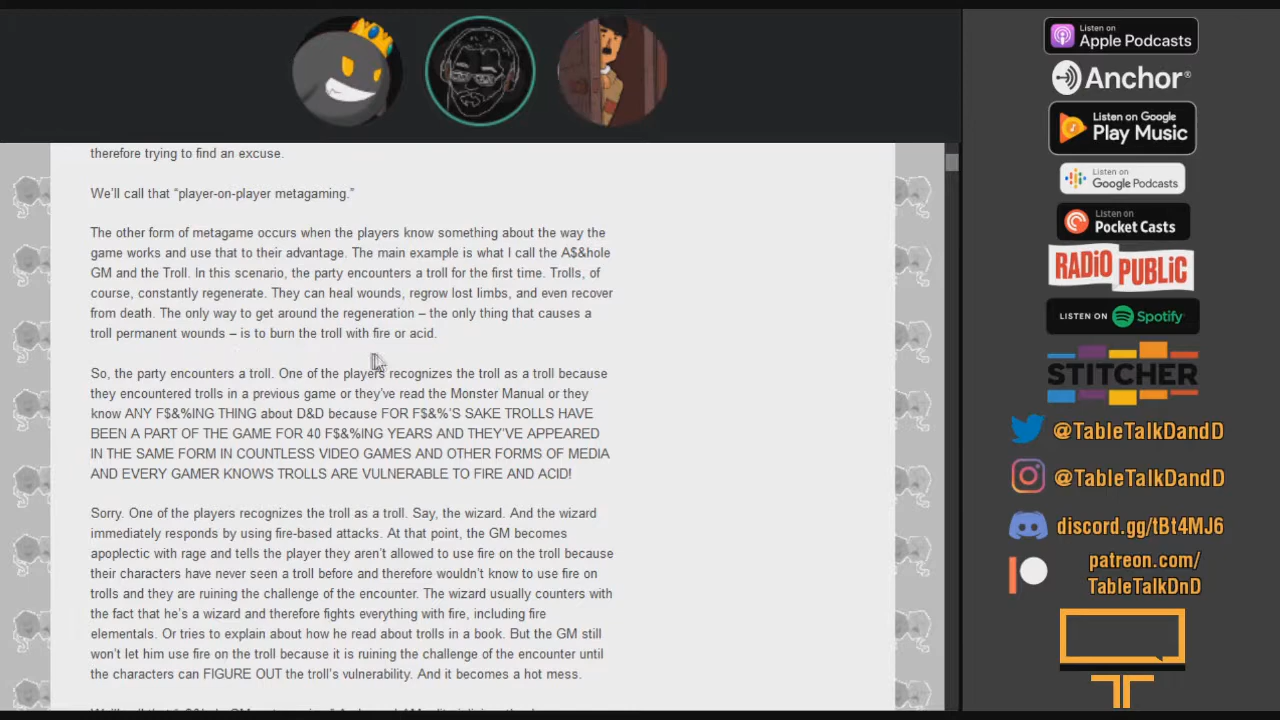 therefore trying to find an excuse.
We'll call that “player-on-player metagaming.”
The other form of metagame occurs when the players know something about the way the
game works and use that to their advantage. The main example is what I call the A$&hole
GM and the Troll. In this scenario, the party encounters a troll for the first time. Trolls, of
course, constantly regenerate. They can heal wounds, regrow lost limbs, and even recover
from death. The only way to get around the regeneration – the only thing that causes a
troll permanent wounds – is to burn the troll with fire or acid.
So, the party encounters a troll. One of the players recognizes the troll as a troll because
they encountered trolls in a previous game or they've read the Monster Manual or they
know ANY F$&%ING THING about D&D because FOR F$&%'S SAKE TROLLS HAVE
BEEN A PART OF THE GAME FOR 40 F$&%ING YEARS AND THEY'VE APPEARED
IN THE SAME FORM IN COUNTLESS VIDEO GAMES AND OTHER FORMS OF MEDIA
AND EVERY GAMER KNOWS TROLLS ARE VULNERABLE TO FIRE AND ACID!
Sorry. One of the players recognizes the troll as a troll. Say, the wizard. And the wizard
immediately responds by using fire-based attacks. At that point, the GM becomes
apoplectic with rage and tells the player they aren't allowed to use fire on the troll because
their characters have never seen a troll before and therefore wouldn't know to use fire on
trolls and they are ruining the challenge of the encounter. The wizard usually counters with
the fact that he's a wizard and therefore fights everything with fire, including fire
elementals. Or tries to explain about how he read about trolls in a book. But the GM still
won't let him use fire on the troll because it is ruining the challenge of the encounter until
the characters can FIGURE OUT the troll's vulnerability. And it becomes a hot mess.
Listen on
Apple Podcasts
Anchor®
Listen on Google
Play Music
Listen on
Google Podcasts
Listen on
Pocket Casts
RADiO PUBLiC
LISTEN ON Spotify
STITCHER
@TableTalkDandD
@TableTalkDandD
discord.gg/tBt4MJ6
patreon.com/
TableTalkDnD